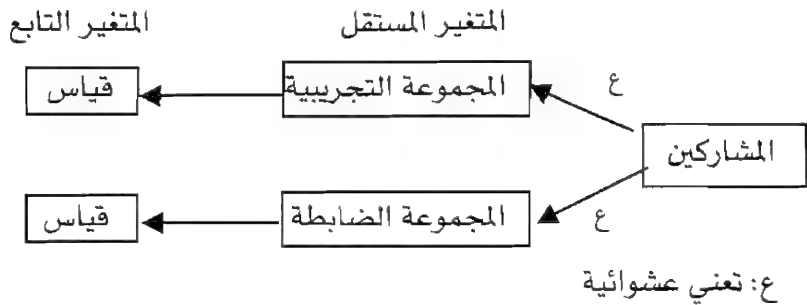 المتغير المستقل المتغير التابع
ع المجموعة التجريبية قياس
المشاركين
ع المجموعة الضابطة قياس
ع: تعني عشوائية